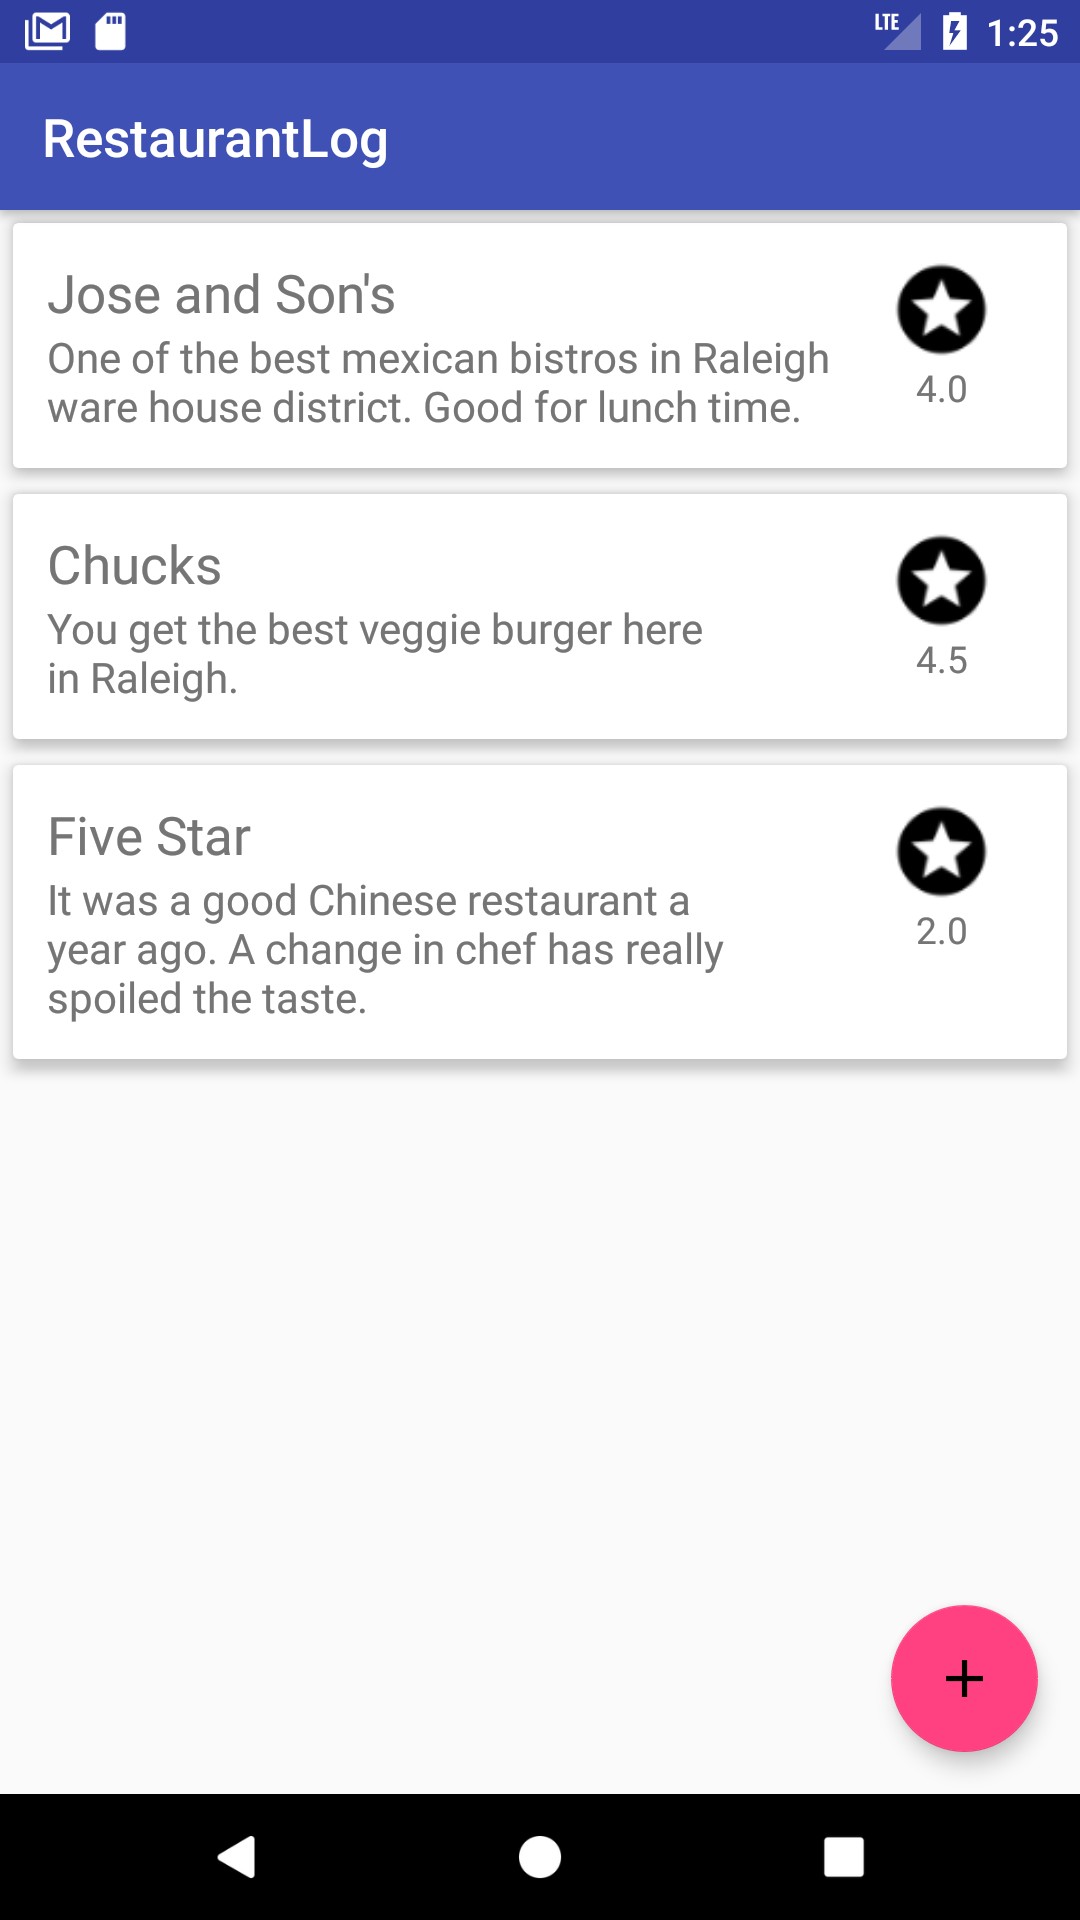 LTE 1:25
RestaurantLog
Jose and Son's
One of the best mexican bistros in Raleigh
ware house district. Good for lunch time.
4.0
Chucks
You get the best veggie burger here
in Raleigh.
4.5
Five Star
It was a good Chinese restaurant a
year ago. A change in chef has really
spoiled the taste.
2.0